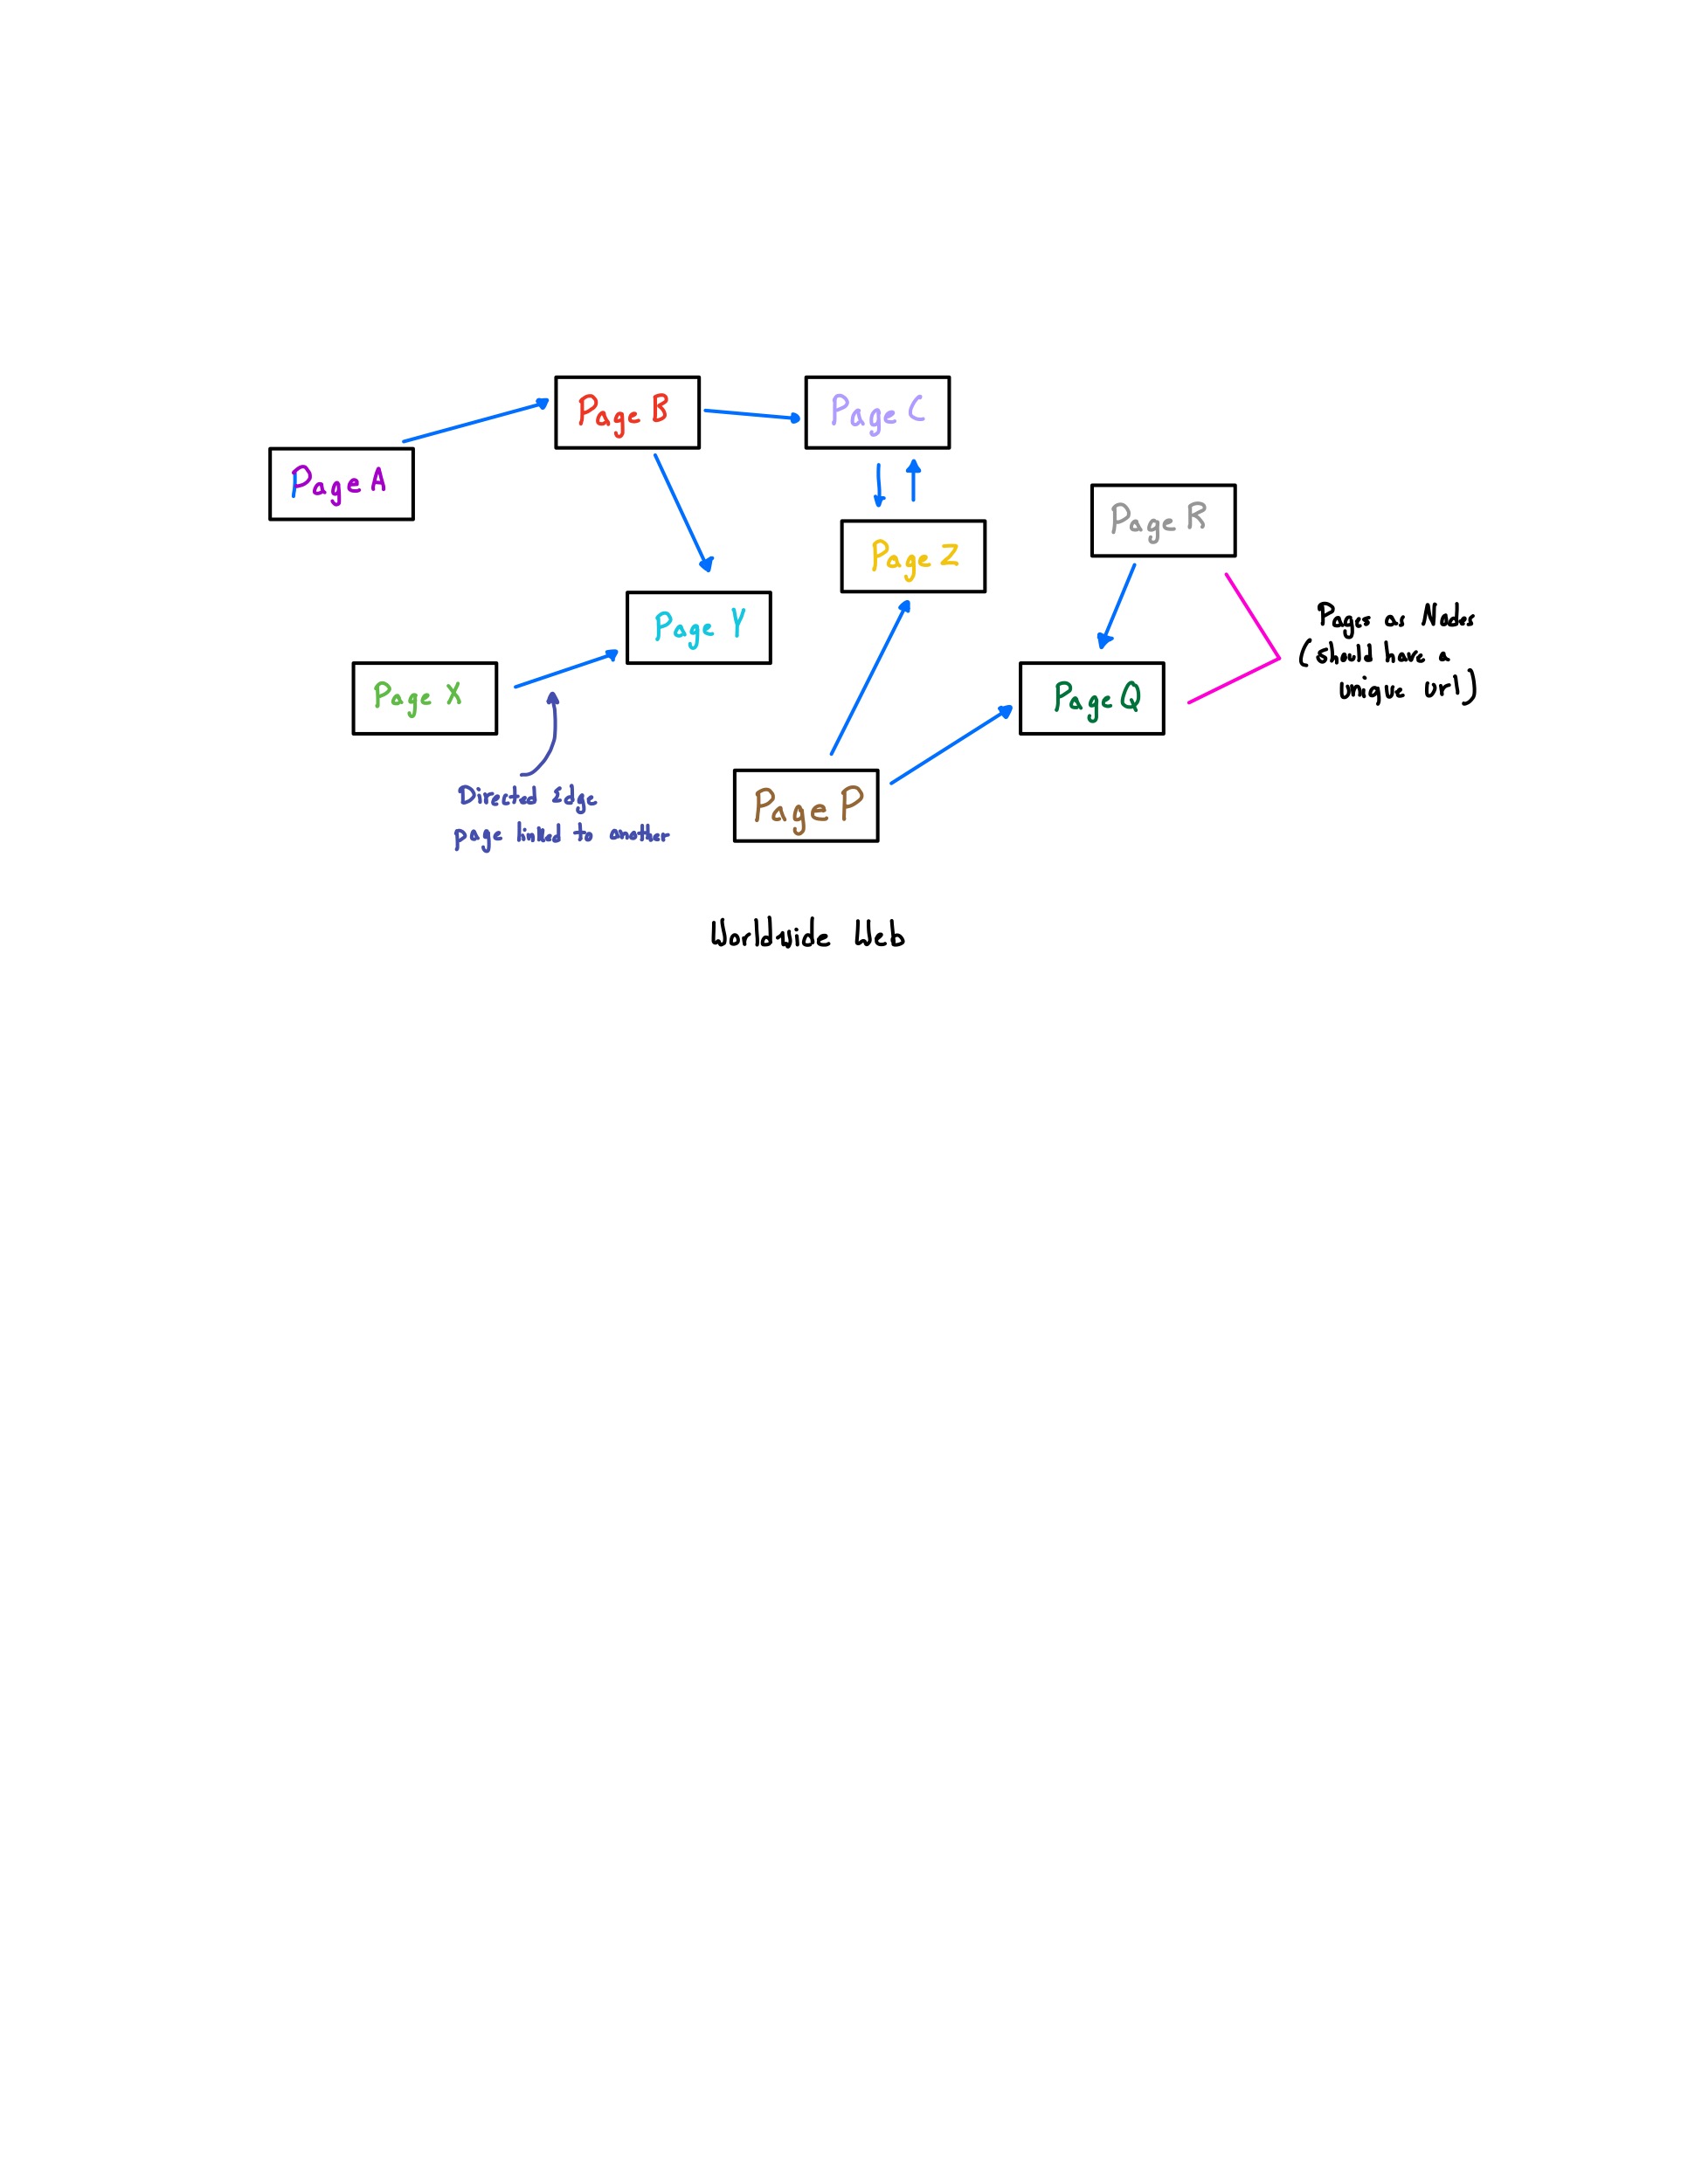 Page B
Page C
Page A
Page R
Page Z
Pages as Nodes
Page Y
(should have a
unique url)
Page X
Page Q
Directed Edge
Page P
page linked to another
Worldwide Web